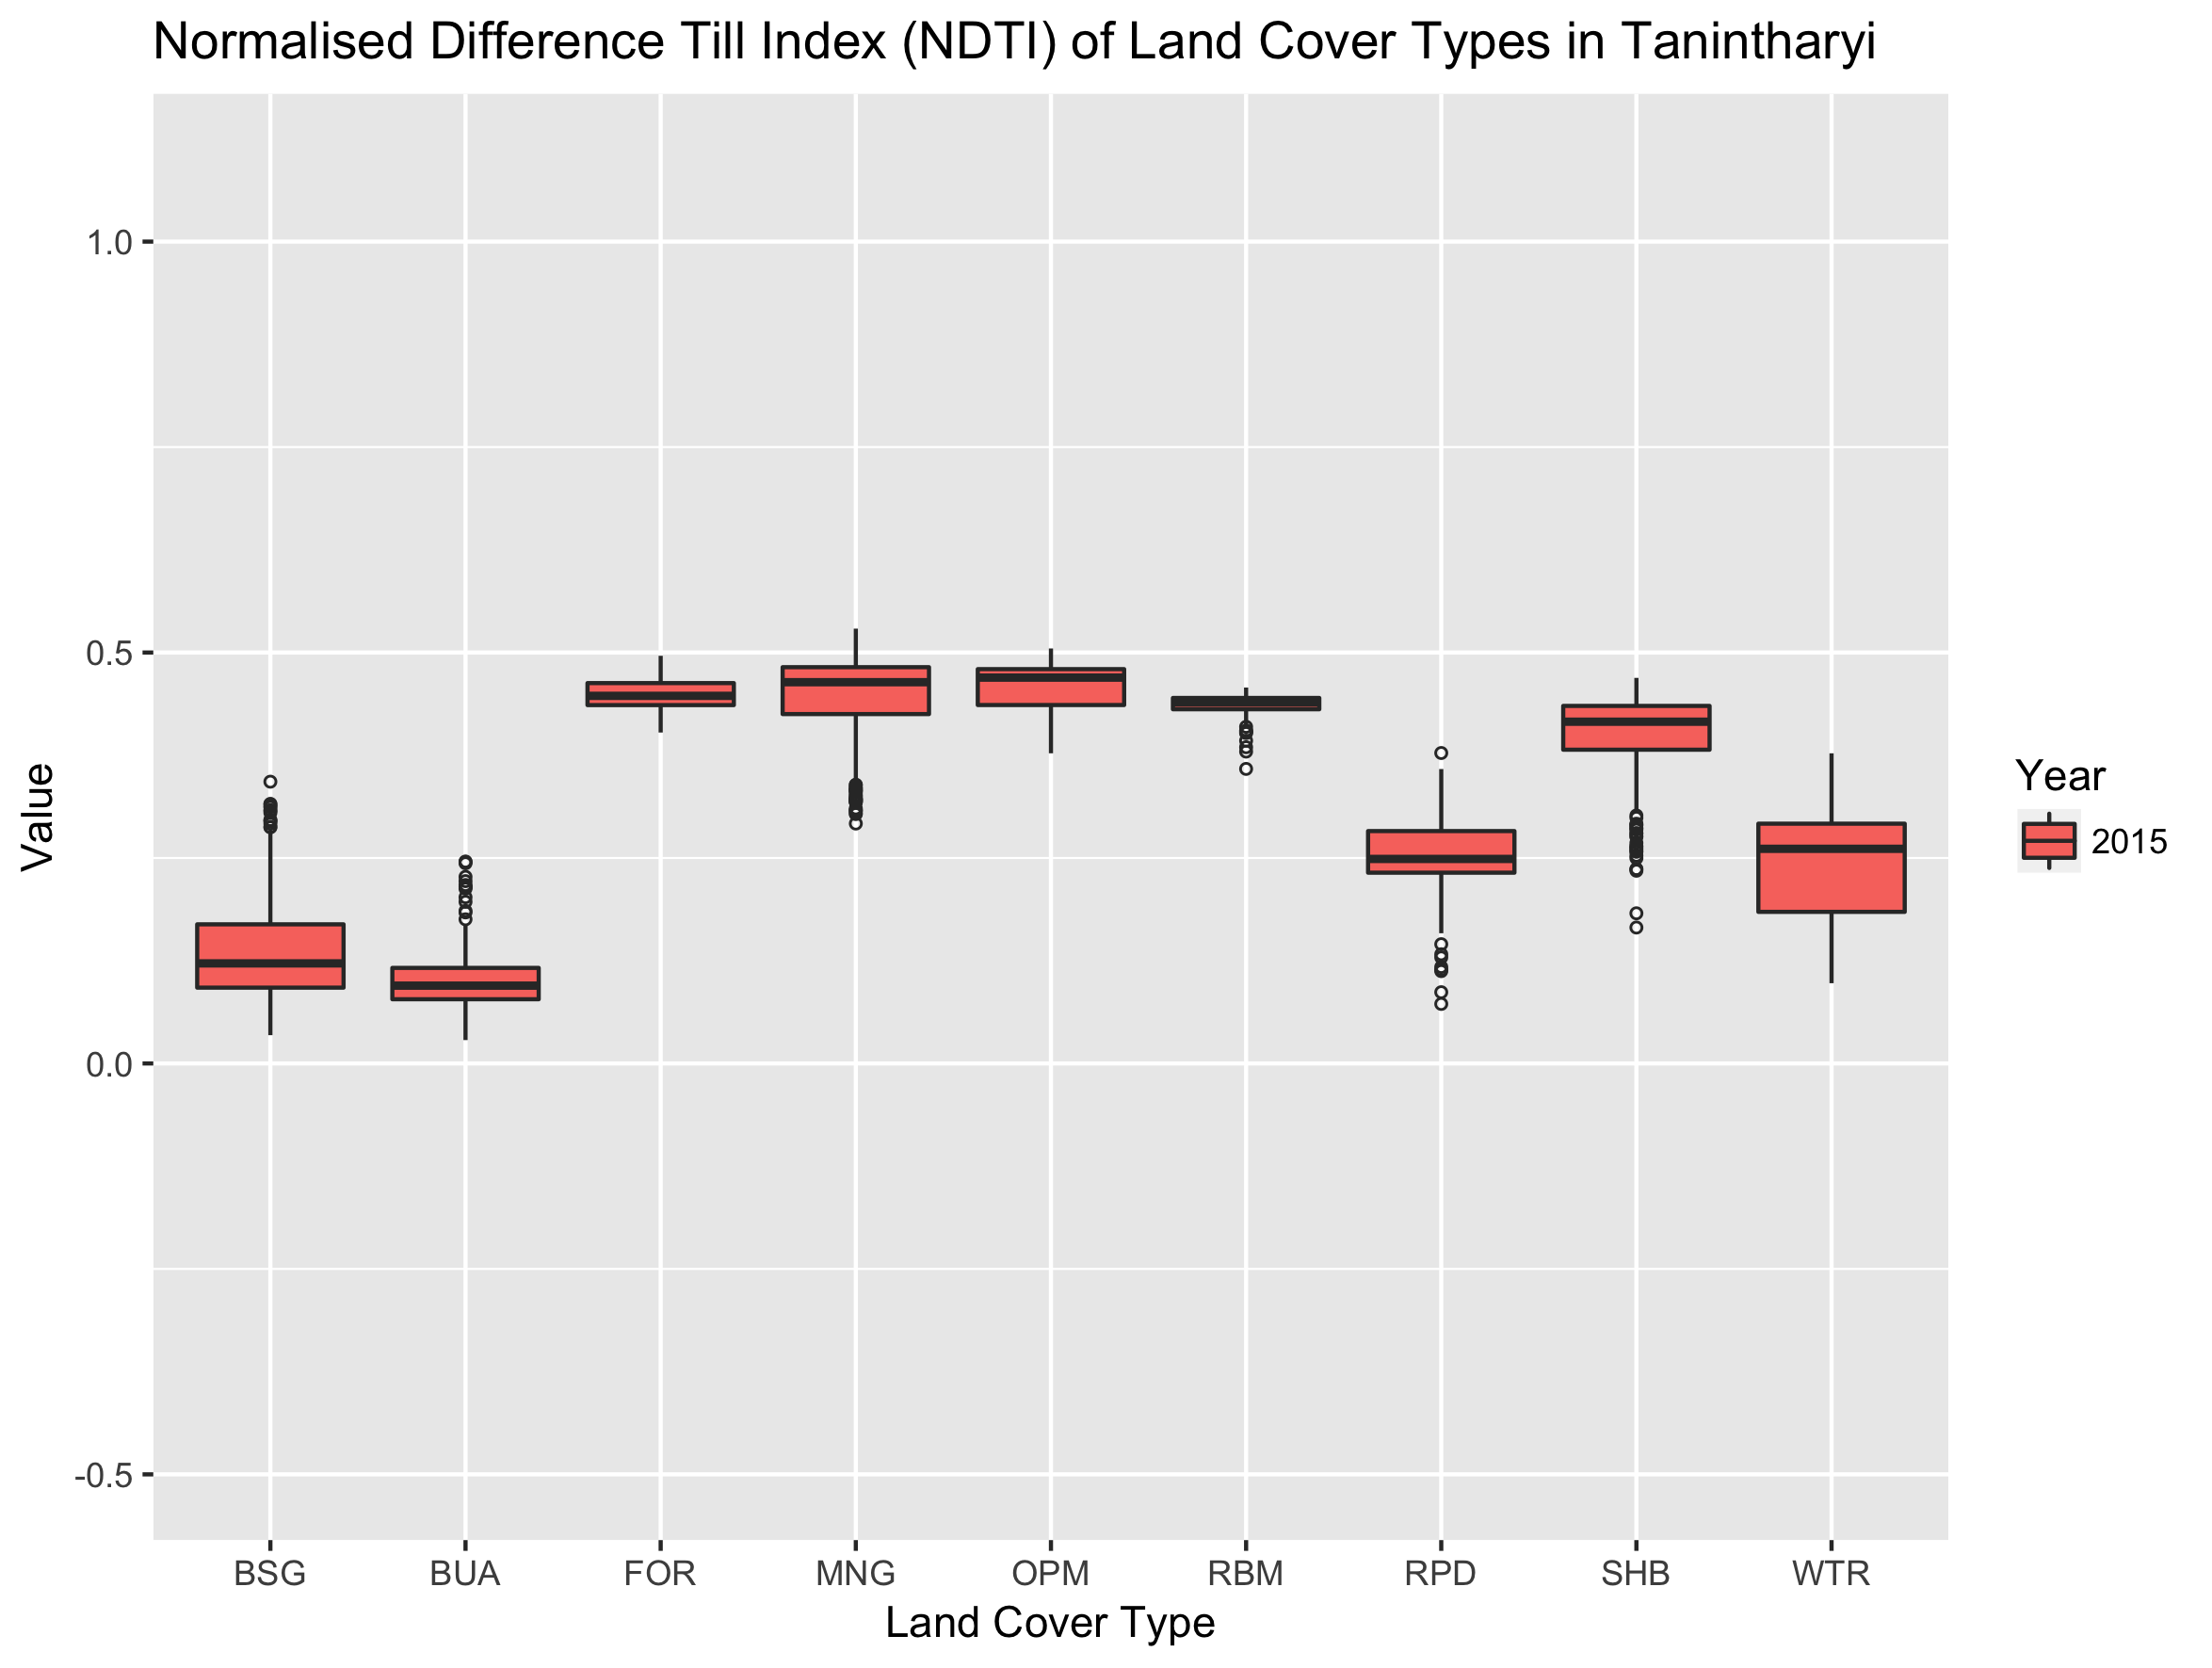 Normalised Difference Till Index (NDTI) of Land Cover Types in Tanintharyi
1.0
0.5
0.0
-0.5
Value
BSG BUA FOR MNG OPM RBM RPD SHB WTR
Land Cover Type
Year
2015